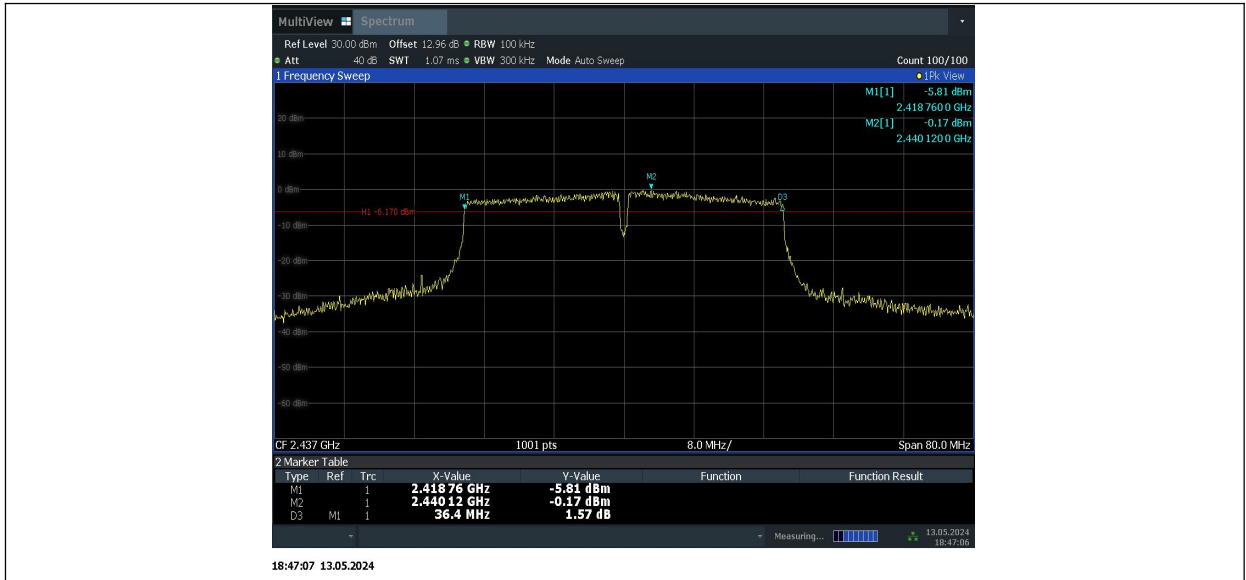 MultiView Spectrum
Ref Level 30.00 dBm Offset 12.96 dB RBW 100 kHz
Att 40 dB SWT 1.07 ms VBW 300 kHz Mode Auto Sweep Count 100/100
1 Frequency Sweep 1Pk View
M1[1] -5.81 dBm
2.418 760 0 GHz
20 dBm
M2[1] -0.17 dBm
2.440 120 0 GHz
10 dBm
M2
0 dBm
M1 D3
H1 -6.170 dBm
-10 dBm
-20 dBm
-30 dBm
-40 dBm
-50 dBm
-60 dBm
CF 2.437 GHz 1001 pts 8.0 MHz/ Span 80.0 MHz
2 Marker Table
Type Ref Trc X-Value Y-Value Function Function Result
M1 1 2.418 76 GHz -5.81 dBm
M2 1 2.440 12 GHz -0.17 dBm
D3 M1 1 36.4 MHz 1.57 dB
Measuring... 13.05.2024
18:47:06
18:47:07 13.05.2024